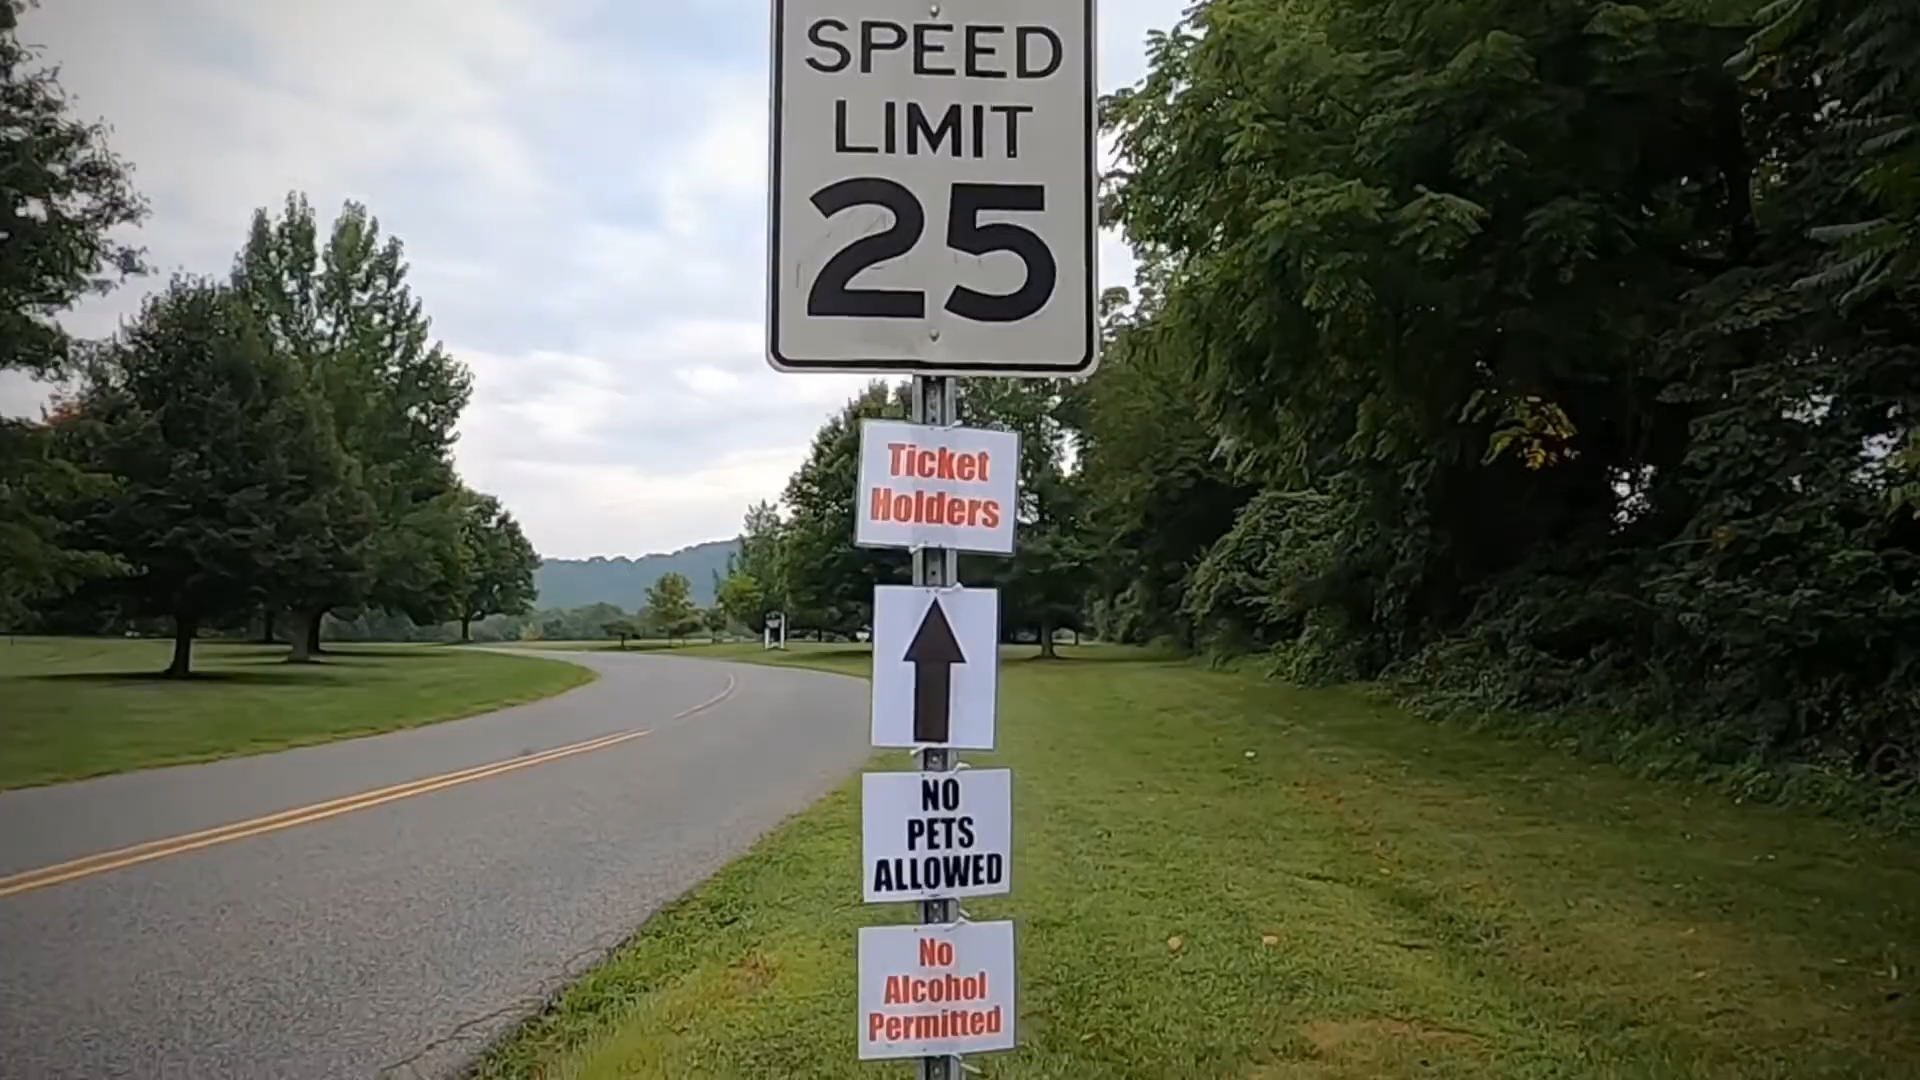 SPEED
LIMIT
25
Ticket
Holders
NO
PETS
ALLOWED
No
Alcohol
Permitted